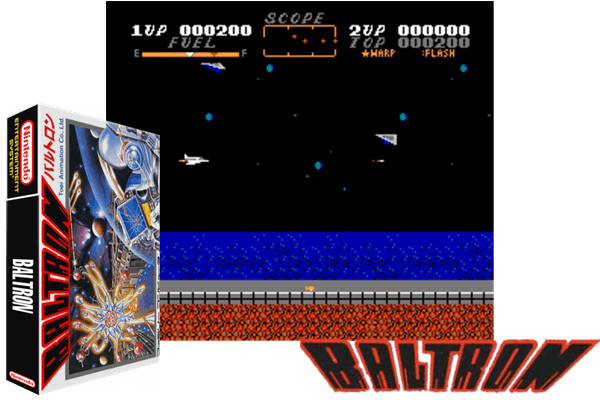 SCOPE
1UP 000200
2UP 000000
FUEL
TOP 000200
E F
★WARP :FLASH
Nintendo
ENTERTAINMENT
SYSTEM
BALTRON
バルトロン
Toei Animation Co., Ltd.
BALTRON
BALTRON
Nintendo